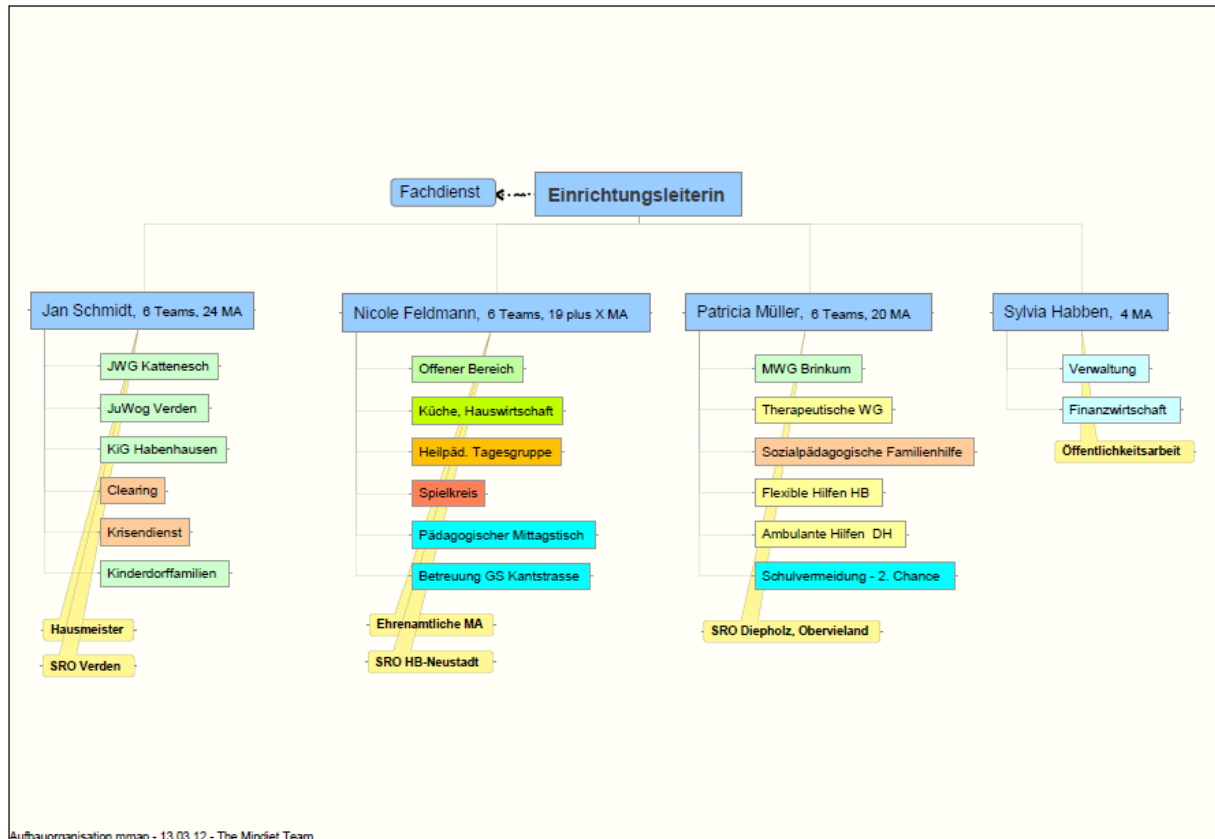 Fachdienst
Einrichtungsleiterin
Jan Schmidt, 6 Teams, 24 MA
JWG Kattenesch
JuWog Verden
KiG Habenhausen
Clearing
Krisendienst
Kinderdorffamilien
Hausmeister
SRO Verden
Nicole Feldmann, 6 Teams, 19 plus X MA
Offener Bereich
Küche, Hauswirtschaft
Heilpäd. Tagesgruppe
Spielkreis
Pädagogischer Mittagstisch
Betreuung GS Kantstrasse
Ehrenamtliche MA
SRO HB-Neustadt
Patricia Müller, 6 Teams, 20 MA
MWG Brinkum
Therapeutische WG
Sozialpädagogische Familienhilfe
Flexible Hilfen HB
Ambulante Hilfen DH
Schulvermeidung - 2. Chance
SRO Diepholz, Obervieland
Sylvia Habben, 4 MA
Verwaltung
Finanzwirtschaft
Öffentlichkeitsarbeit
Aufbauorganisation.mmap - 13.03.12 - The Mindjet Team